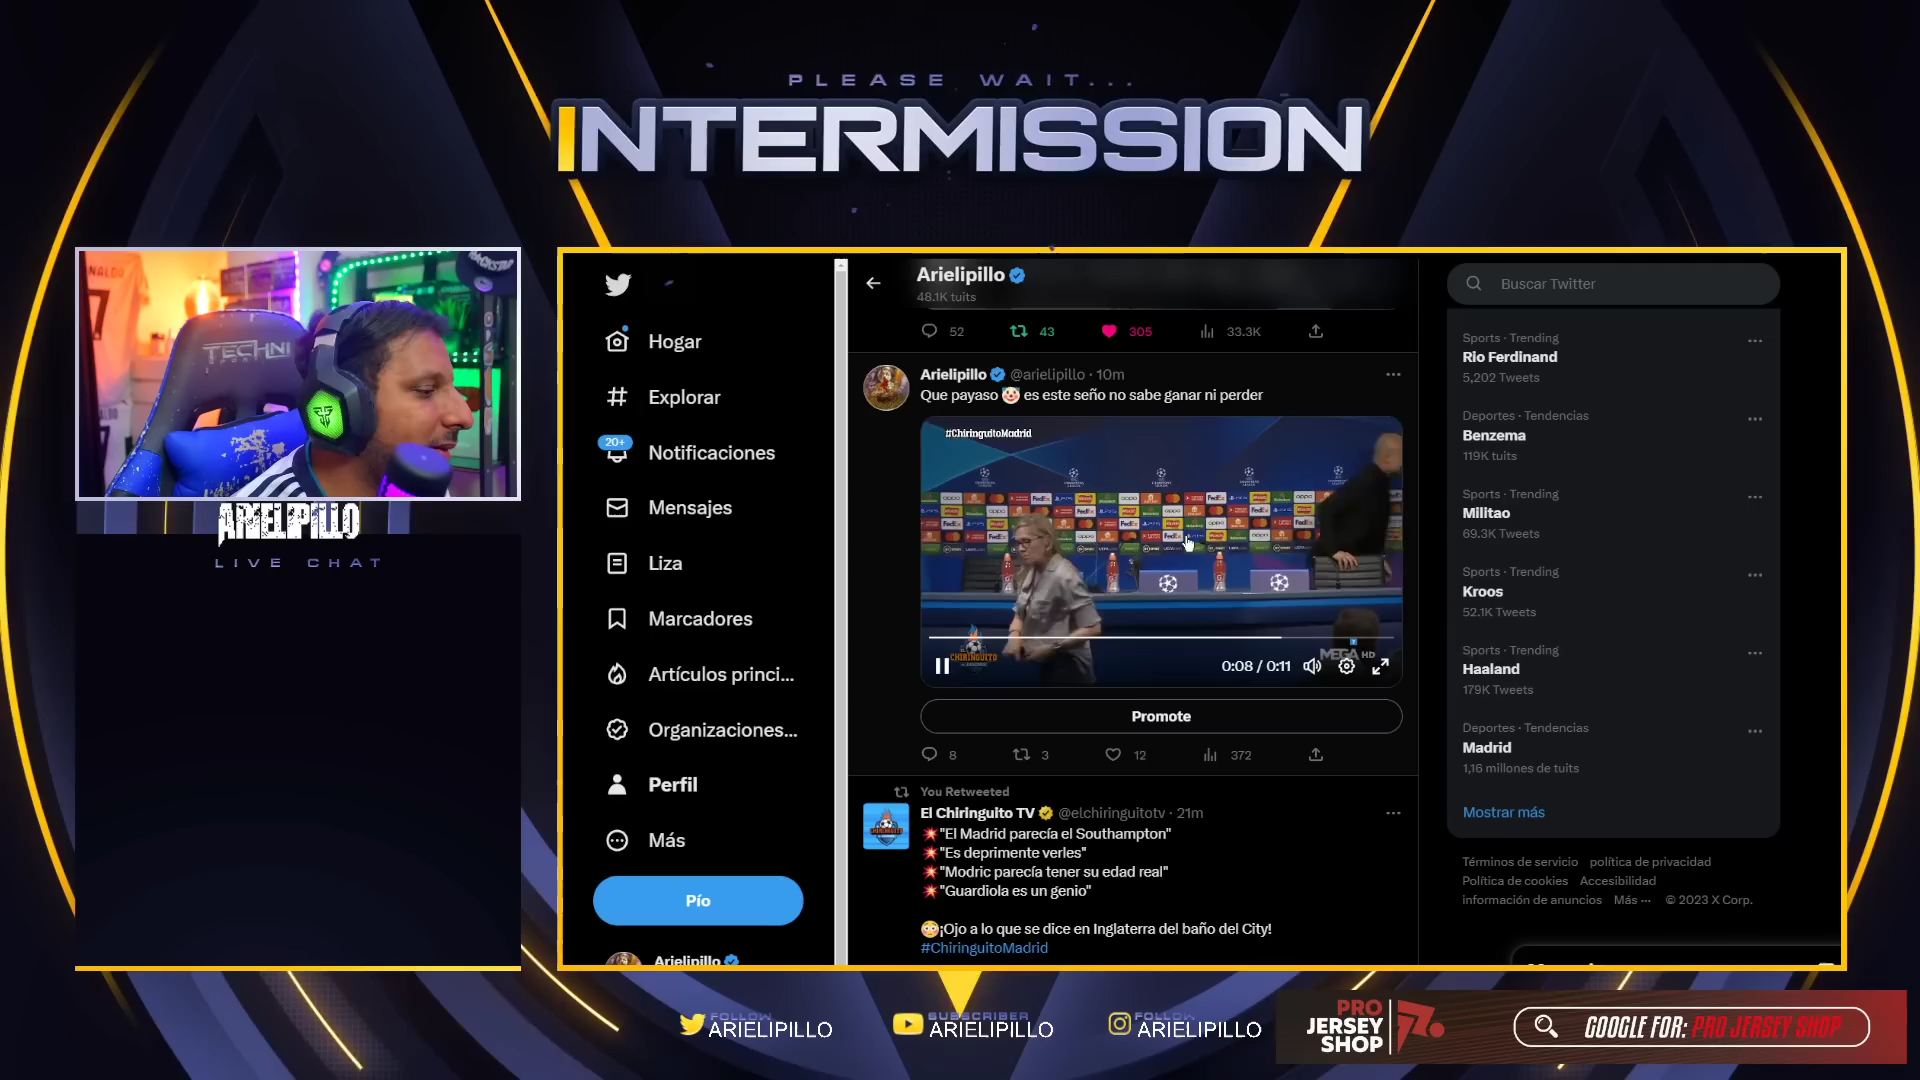 PLEASE WAIT...
INTERMISSION
TECHNI
ARIELIPILLO
LIVE CHAT
Hogar
Explorar
20+
Notificaciones
Mensajes
Liza
Marcadores
Artículos princi...
Organizaciones...
Perfil
Más
Pío
Arielipillo
Arielipillo
48.1K tuits
52
43
305
33.3K
Arielipillo @arielipillo · 10m
Que payaso 🤡 es este seño no sabe ganar ni perder
#ChiringuitoMadrid
CHIRINGUITO
MEGA HD
0:08 / 0:11
Promote
8
3
12
372
You Retweeted
El Chiringuito TV @elchiringuitotv · 21m
💥"El Madrid parecía el Southampton"
💥"Es deprimente verles"
💥"Modric parecía tener su edad real"
💥"Guardiola es un genio"
😳¡Ojo a lo que se dice en Inglaterra del baño del City!
#ChiringuitoMadrid
Buscar Twitter
Sports · Trending
Rio Ferdinand
5,202 Tweets
Deportes · Tendencias
Benzema
119K tuits
Sports · Trending
Militao
69.3K Tweets
Sports · Trending
Kroos
52.1K Tweets
Sports · Trending
Haaland
179K Tweets
Deportes · Tendencias
Madrid
1,16 millones de tuits
Mostrar más
Términos de servicio política de privacidad
Política de cookies Accesibilidad
información de anuncios Más ··· © 2023 X Corp.
FOLLOW
ARIELIPILLO
SUBSCRIBER
ARIELIPILLO
FOLLOW
ARIELIPILLO
PRO
JERSEY
SHOP
GOOGLE FOR: PRO JERSEY SHOP